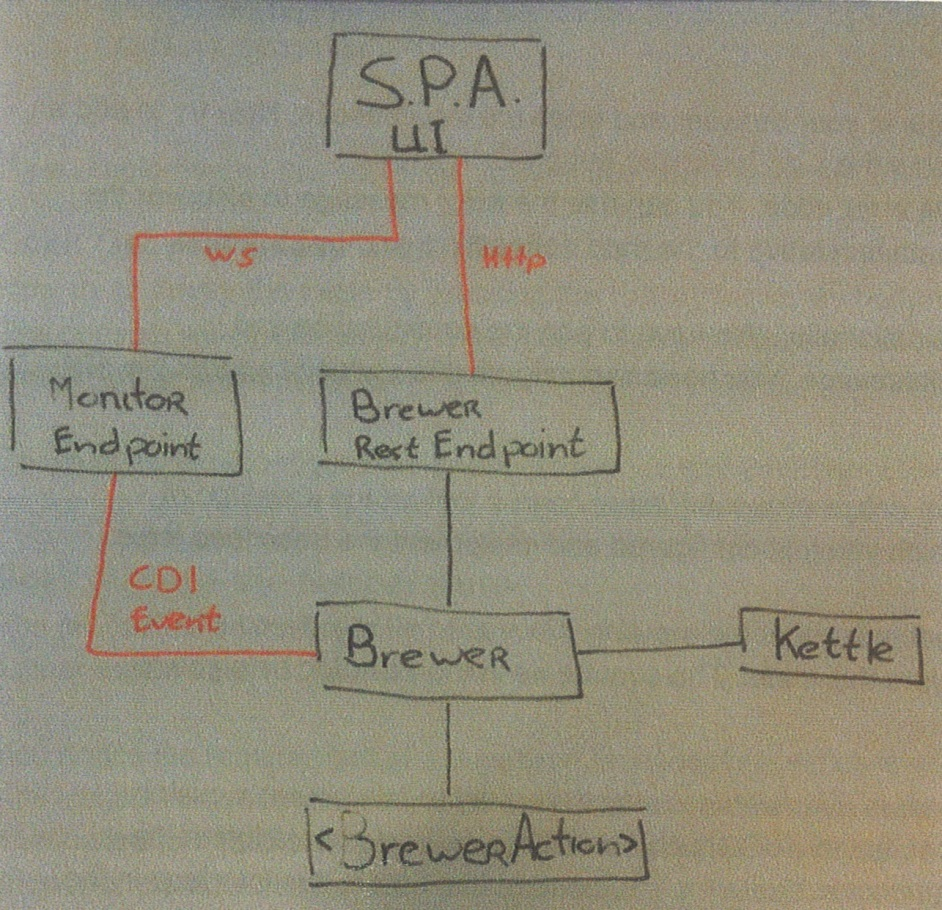 S.P.A.
UI
WS
HTTP
Monitor
Endpoint
Brewer
Rest Endpoint
CDI
Event
Brewer
Kettle
<BrewerAction>